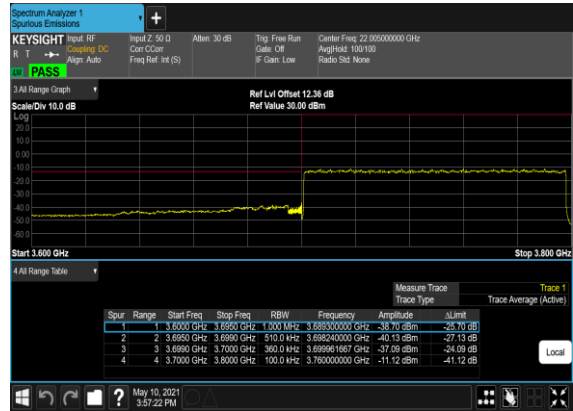 Spectrum Analyzer 1
Spurious Emissions
+
KEYSIGHT Input: RF Input Z: 50 Ω Atten: 30 dB Trig: Free Run Center Freq: 22.005000000 GHz
R T Coupling: DC Corr CCorr Gate: Off Avg|Hold: 100/100
Align: Auto Freq Ref: Int (S) IF Gain: Low Radio Std: None
PASS
3 All Range Graph
Ref Lvl Offset 12.36 dB
Scale/Div 10.0 dB Ref Value 30.00 dBm
Log
20.0
10.0
0.00
-10.0
-20.0
-30.0
-40.0
-50.0
-60.0
Start 3.600 GHz Stop 3.800 GHz
4 All Range Table
Measure Trace Trace 1
Trace Type Trace Average (Active)
Spur Range Start Freq Stop Freq RBW Frequency Amplitude ΔLimit
1 1 3.6000 GHz 3.6950 GHz 1.000 MHz 3.689300000 GHz -38.70 dBm -25.70 dB
2 2 3.6950 GHz 3.6990 GHz 510.0 kHz 3.698240000 GHz -40.13 dBm -27.13 dB
3 3 3.6990 GHz 3.7000 GHz 360.0 kHz 3.699961667 GHz -37.09 dBm -24.09 dB
4 4 3.7000 GHz 3.8000 GHz 100.0 kHz 3.760000000 GHz -11.12 dBm -41.12 dB
Local
?
May 10, 2021
3:57:22 PM